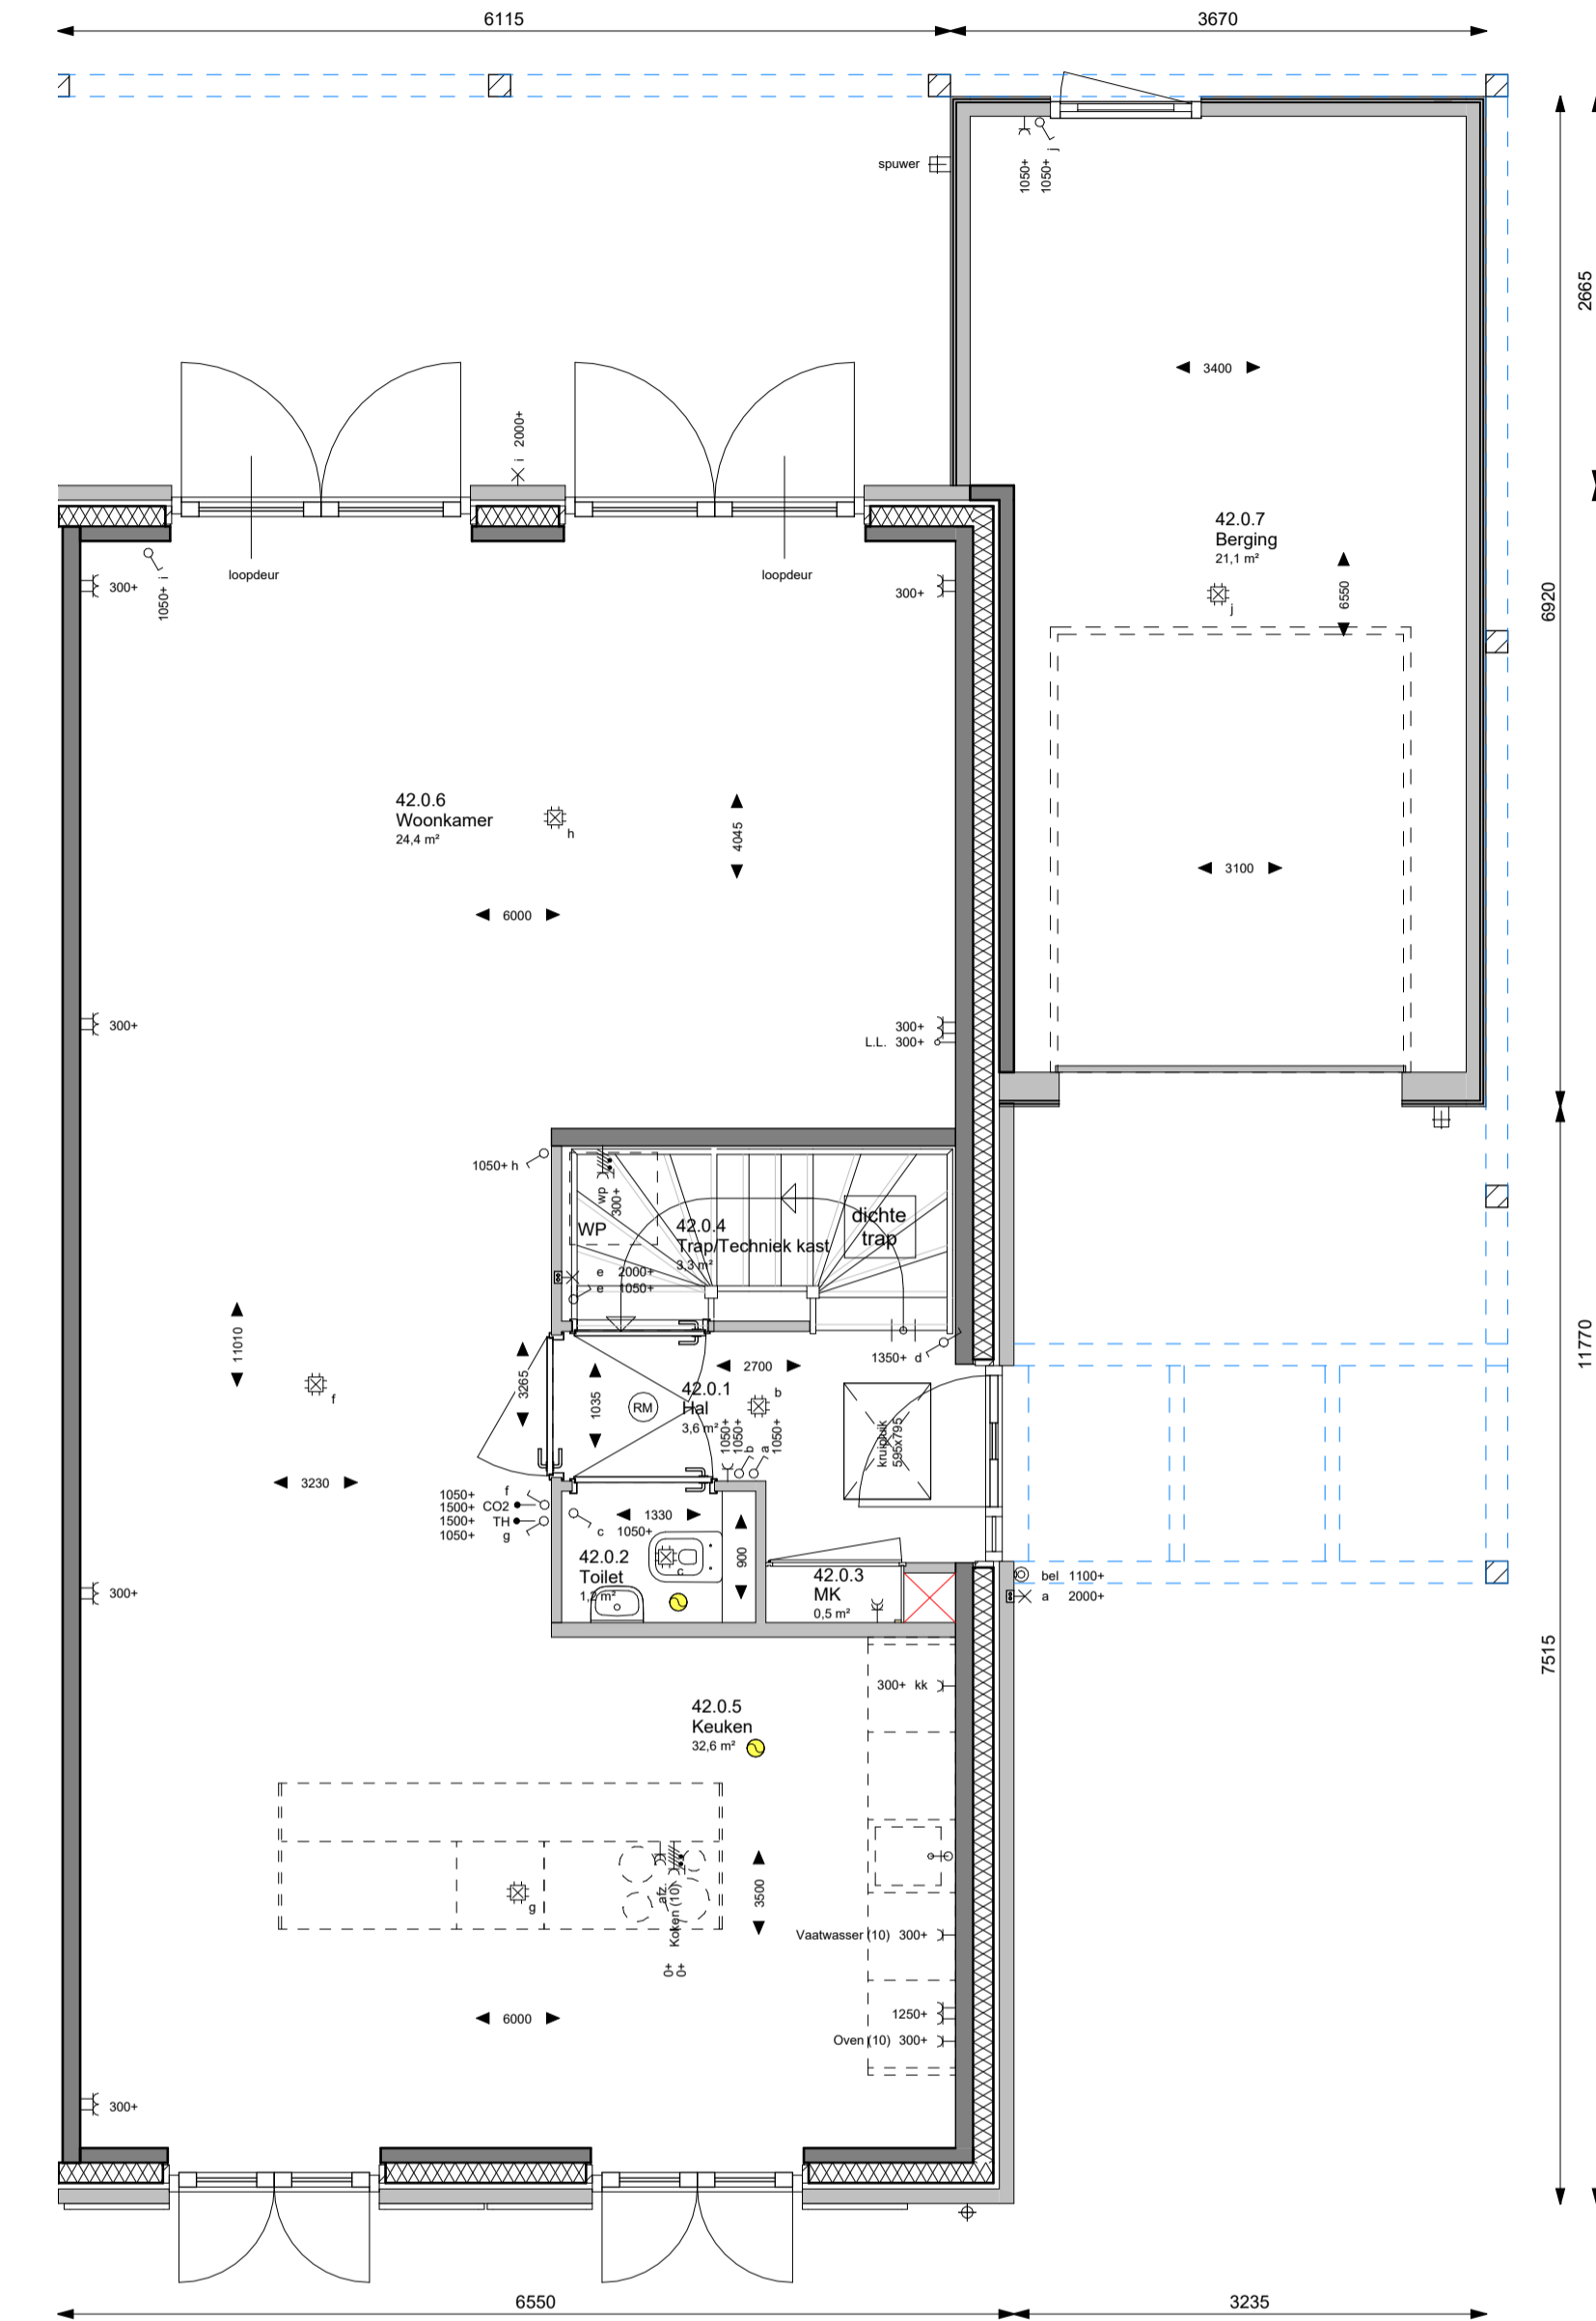 6115
3670
spuwer
1050+
1050+ j
2665
3400
i 2000+
42.0.7
Berging
21,1 m²
loopdeur
loopdeur
300+
1050+ i
300+
6550
6920
j
42.0.6
Woonkamer
24,4 m²
h
4045
3100
6000
300+
300+
L.L. 300+
1050+ h
wp
300+
WP
42.0.4
Trap/Techniek kast
3,3 m²
dichte
trap
e 2000+
e 1050+
11010
3265
1035
2700
1350+ d
11770
f
RM
42.0.1
Hal
3,6 m²
b
1050+
1050+
b
a
1050+
kruipluik
595x795
3230
1050+ f
1500+ CO2
1500+ TH
1050+ g
1330
c 1050+
900
42.0.2
Toilet
1,2 m²
c
42.0.3
MK
0,5 m²
bel 1100+
a 2000+
300+
7515
300+ kk
42.0.5
Keuken
32,6 m²
g
afz.
Koken (10)
0+
0+
3500
Vaatwasser (10) 300+
6000
1250+
Oven (10) 300+
300+
6550
3235